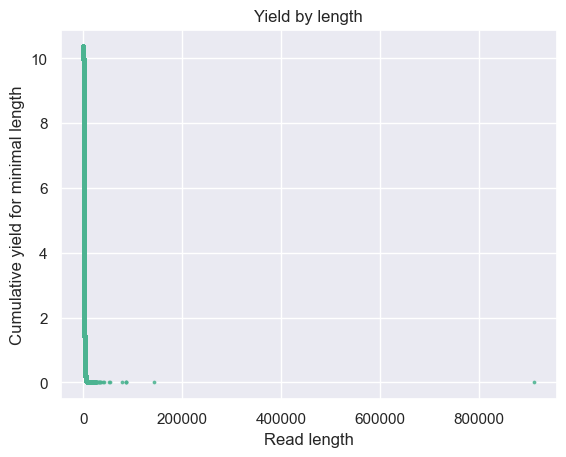 Yield by length
Cumulative yield for minimal length
10
8
6
4
2
0
0 200000 400000 600000 800000
Read length